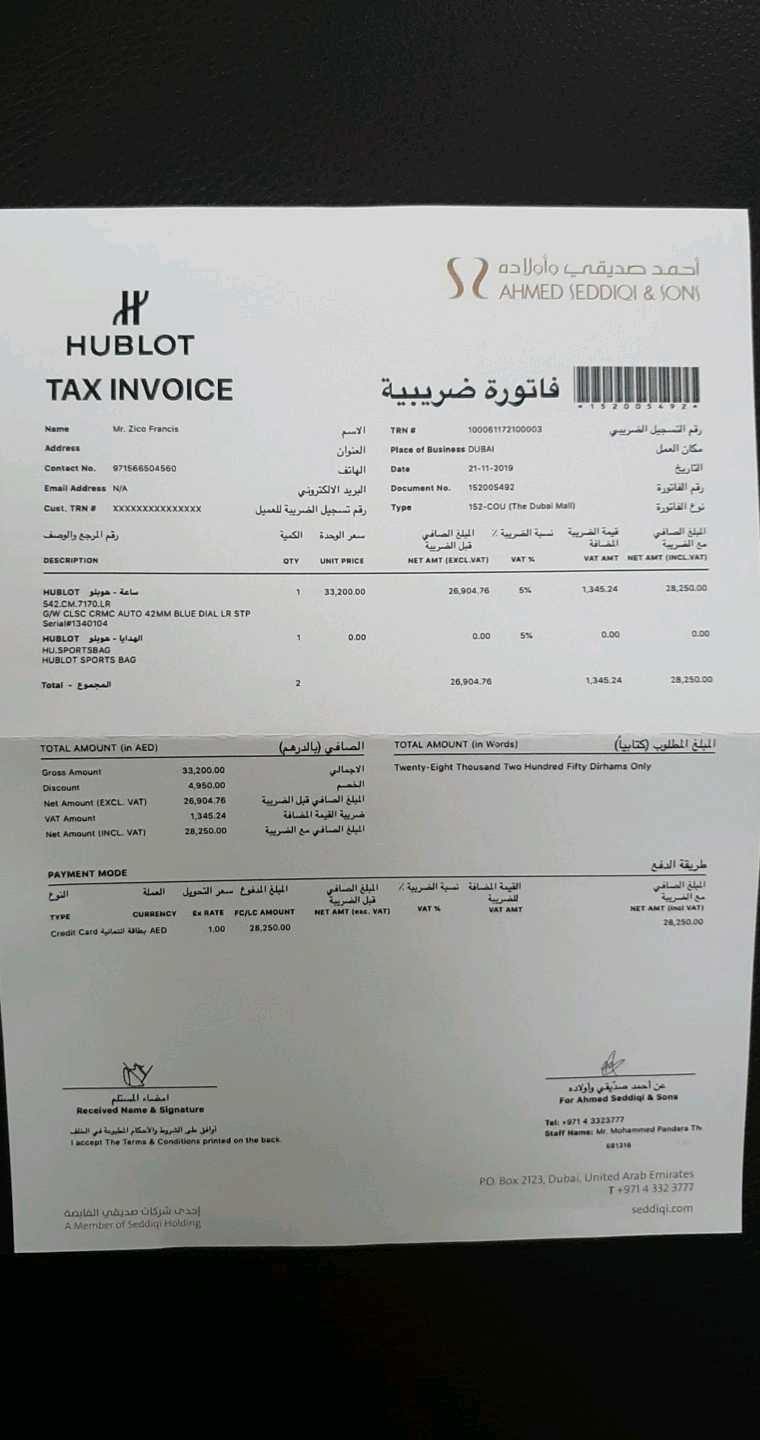 أحمد صديقي وأولاده
AHMED SEDDIQI & SONS
HUBLOT
TAX INVOICE فاتورة ضريبية
*152005492*
Name Mr. Zico Francis الاسم
Address العنوان
Contact No. 971566504560 الهاتف
Email Address N/A البريد الالكتروني
Cust. TRN # XXXXXXXXXXXXXXX رقم تسجيل الضريبة للعميل
TRN # 100061172100003 رقم التسجيل الضريبي
Place of Business DUBAI مكان العمل
Date 21-11-2019 التاريخ
Document No. 152005492 رقم الفاتورة
Type 152-COU (The Dubai Mall) نوع الفاتورة
رقم المرجع والوصف الكمية سعر الوحدة المبلغ الصافي قبل الضريبة نسبة الضريبة ٪ قيمة الضريبة المضافة المبلغ الصافي مع الضريبة
DESCRIPTION QTY UNIT PRICE NET AMT (EXCL.VAT) VAT % VAT AMT NET AMT (INCL.VAT)
HUBLOT ساعة - هوبلو 1 33,200.00 26,904.76 5% 1,345.24 28,250.00
542.CM.7170.LR
G/W CLSC CRMC AUTO 42MM BLUE DIAL LR STP
Serial#1340104
HUBLOT الهدايا - هوبلو 1 0.00 0.00 5% 0.00 0.00
HU.SPORTSBAG
HUBLOT SPORTS BAG
Total - المجموع 2 26,904.76 1,345.24 28,250.00
TOTAL AMOUNT (in AED) الصافي (بالدرهم)
Gross Amount 33,200.00 الاجمالي
Discount 4,950.00 الخصم
Net Amount (EXCL. VAT) 26,904.76 المبلغ الصافي قبل الضريبة
VAT Amount 1,345.24 ضريبة القيمة المضافة
Net Amount (INCL. VAT) 28,250.00 المبلغ الصافي مع الضريبة
TOTAL AMOUNT (in Words) المبلغ المطلوب (كتابياً)
Twenty-Eight Thousand Two Hundred Fifty Dirhams Only
PAYMENT MODE طريقة الدفع
النوع العملة سعر التحويل المبلغ المدفوع المبلغ الصافي قبل الضريبة نسبة الضريبة ٪ القيمة المضافة للضريبة المبلغ الصافي مع الضريبة
TYPE CURRENCY Ex RATE FC/LC AMOUNT NET AMT (exc. VAT) VAT % VAT AMT NET AMT (incl VAT)
Credit Card بطاقة ائتمانية AED 1.00 28,250.00 28,250.00
امضاء المستلم
Received Name & Signature
أوافق على الشروط والأحكام المطبوعة في الخلف
I accept The Terms & Conditions printed on the back.
عن أحمد صدّيقي وأولاده
For Ahmed Seddiqi & Sons
Tel: +971 4 3323777
Staff Name: Mr. Mohammed Pandara Th
681318
P.O. Box 2123, Dubai, United Arab Emirates
T +971 4 332 3777
seddiqi.com
إحدى شركات صديقي القابضة
A Member of Seddiqi Holding